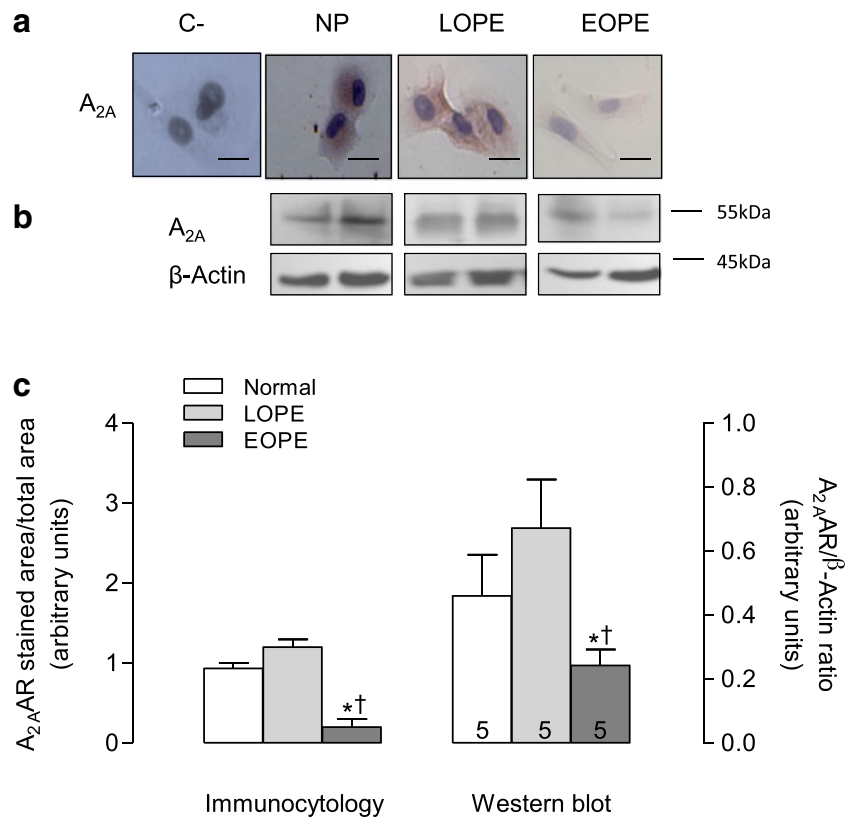 a
C- NP LOPE EOPE
A2A
b
A2A
55kDa
β-Actin
45kDa
c
Normal
LOPE
EOPE
A2AAR stained area/total area
(arbitrary units)
4
3
2
1
0
*† *†
5 5 5
1.0
0.8
0.6
0.4
0.2
0.0
A2AAR/β-Actin ratio
(arbitrary units)
Immunocytology Western blot